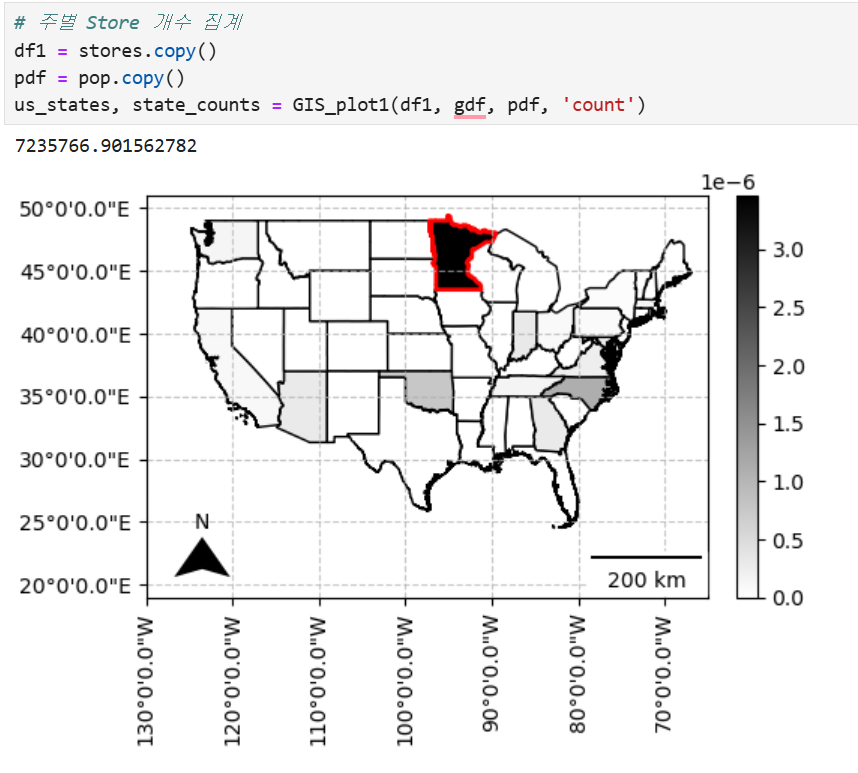 # 주별 Store 개수 집계
df1 = stores.copy()
pdf = pop.copy()
us_states, state_counts = GIS_plot1(df1, gdf, pdf, 'count')
7235766.901562782
1e-6
50°0'0.0"E
45°0'0.0"E
40°0'0.0"E
35°0'0.0"E
30°0'0.0"E
25°0'0.0"E
20°0'0.0"E
N
200 km
3.0
2.5
2.0
1.5
1.0
0.5
0.0
130°0'0.0"W
120°0'0.0"W
110°0'0.0"W
100°0'0.0"W
90°0'0.0"W
80°0'0.0"W
70°0'0.0"W